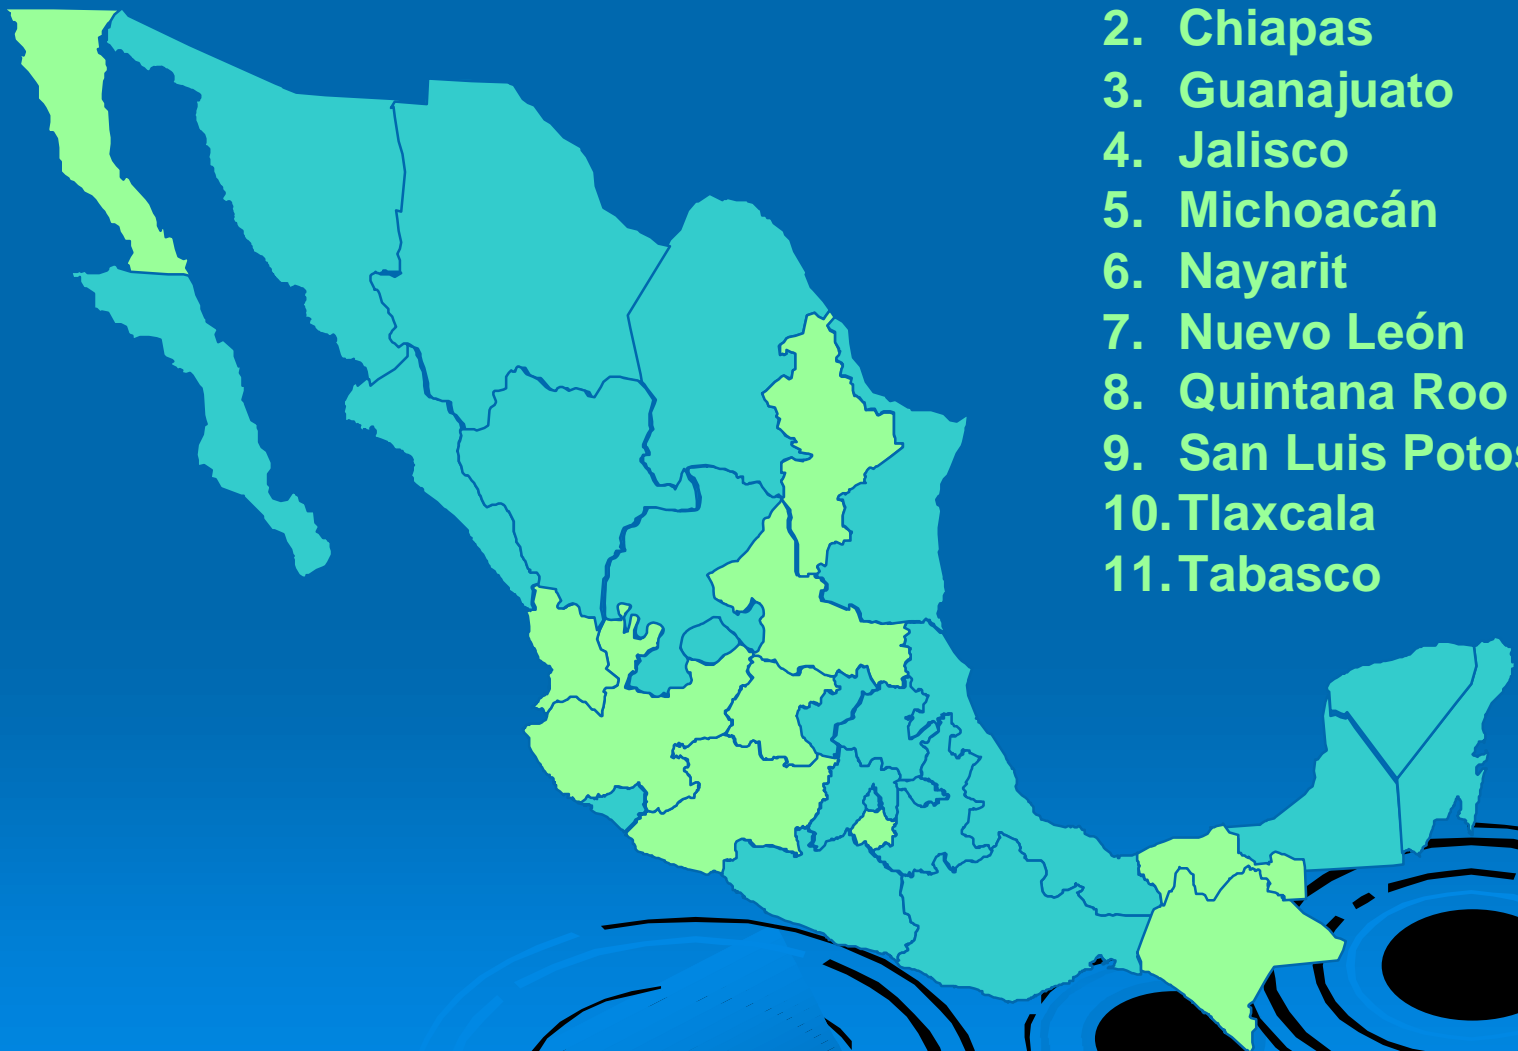 2. Chiapas
3. Guanajuato
4. Jalisco
5. Michoacán
6. Nayarit
7. Nuevo León
8. Quintana Roo
9. San Luis Potos
10. Tlaxcala
11. Tabasco